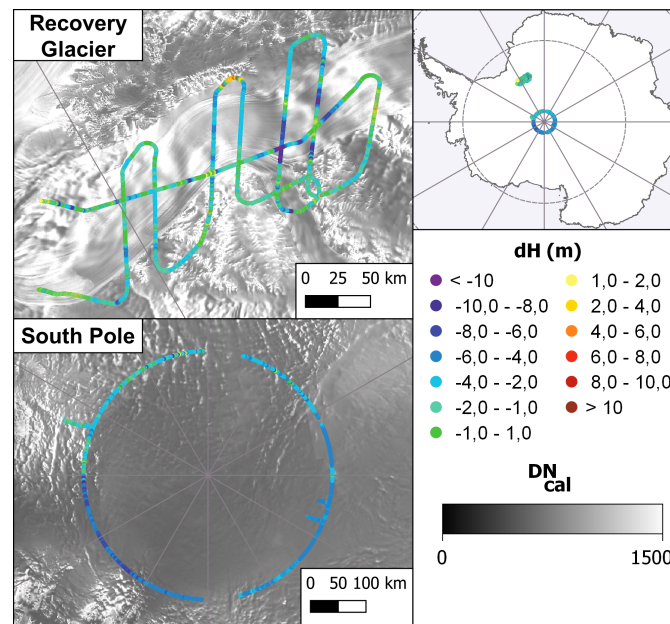 Recovery
Glacier
0 25 50 km
South Pole
0 50 100 km
dH (m)
< -10
-10,0 - -8,0
-8,0 - -6,0
-6,0 - -4,0
-4,0 - -2,0
-2,0 - -1,0
-1,0 - 1,0
1,0 - 2,0
2,0 - 4,0
4,0 - 6,0
6,0 - 8,0
8,0 - 10,0
> 10
DN
cal
0 1500